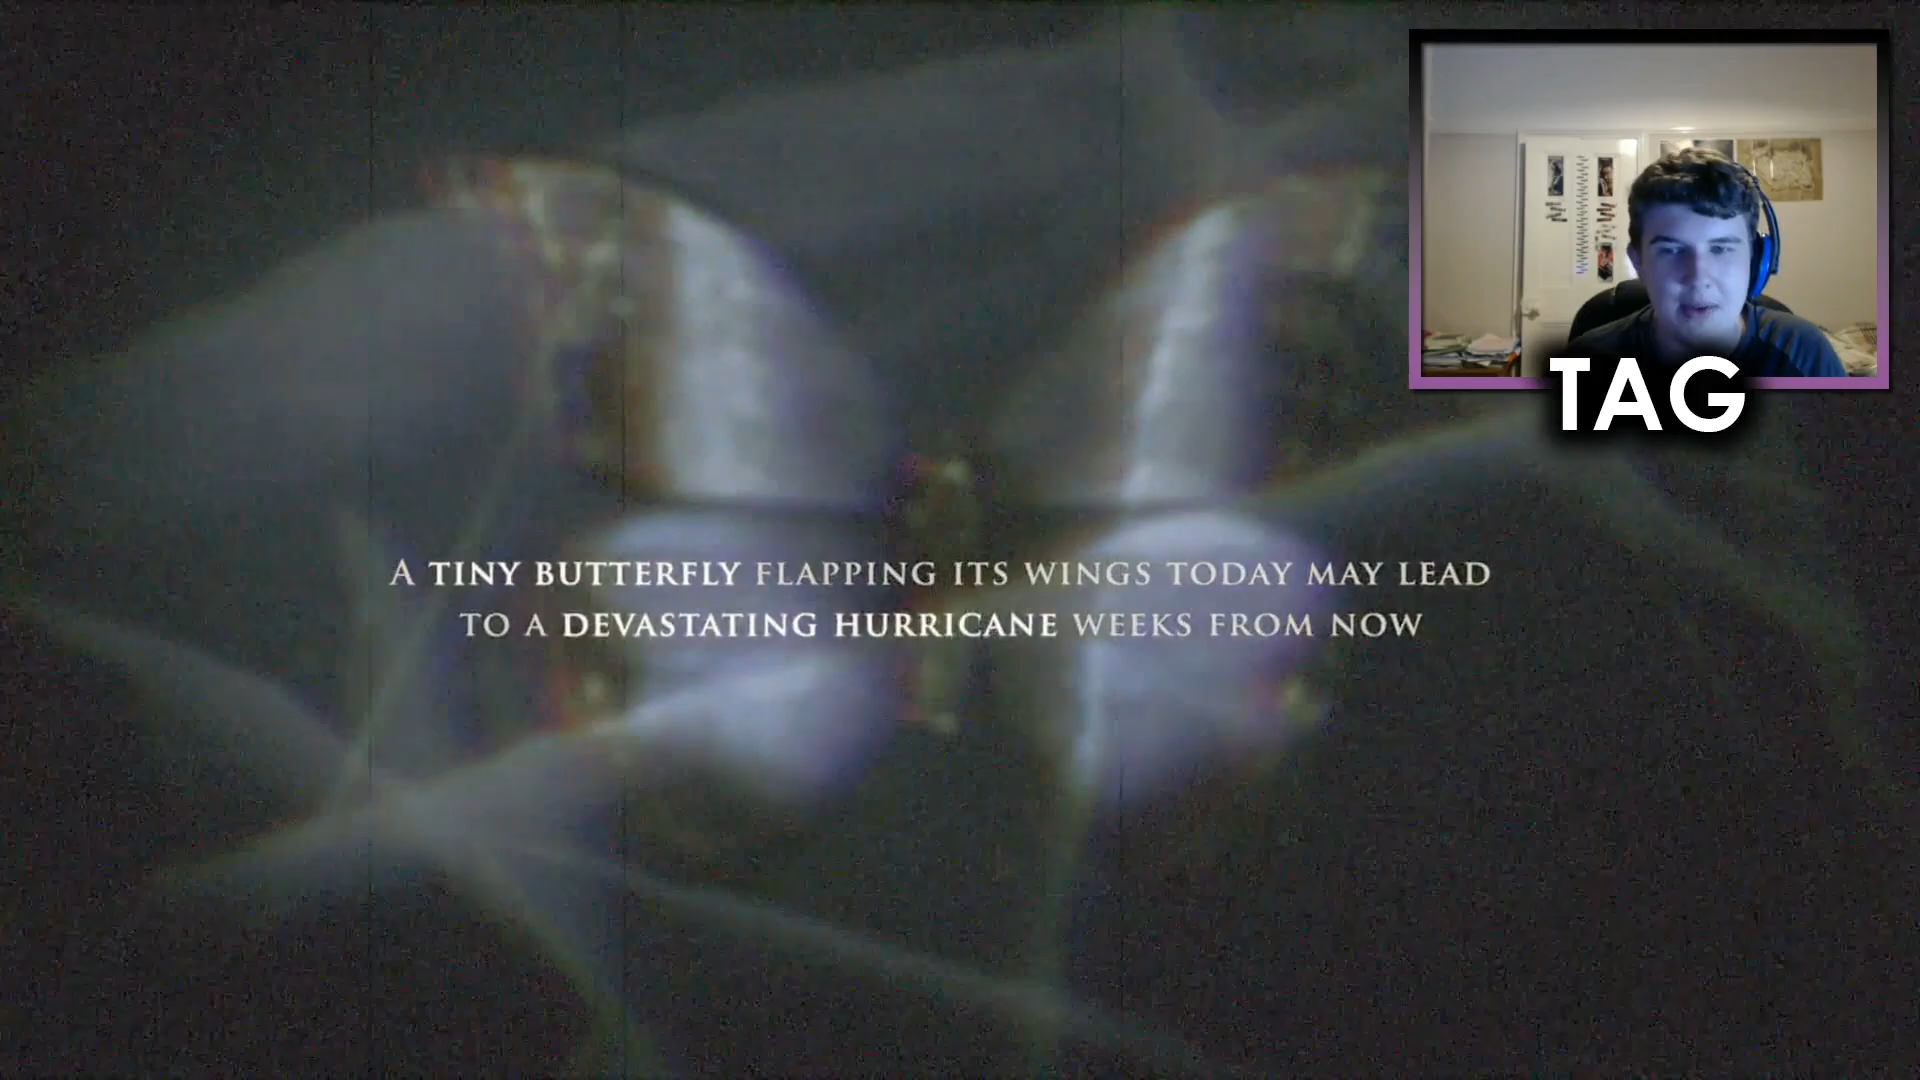 TAG
A TINY BUTTERFLY FLAPPING ITS WINGS TODAY MAY LEAD
TO A DEVASTATING HURRICANE WEEKS FROM NOW